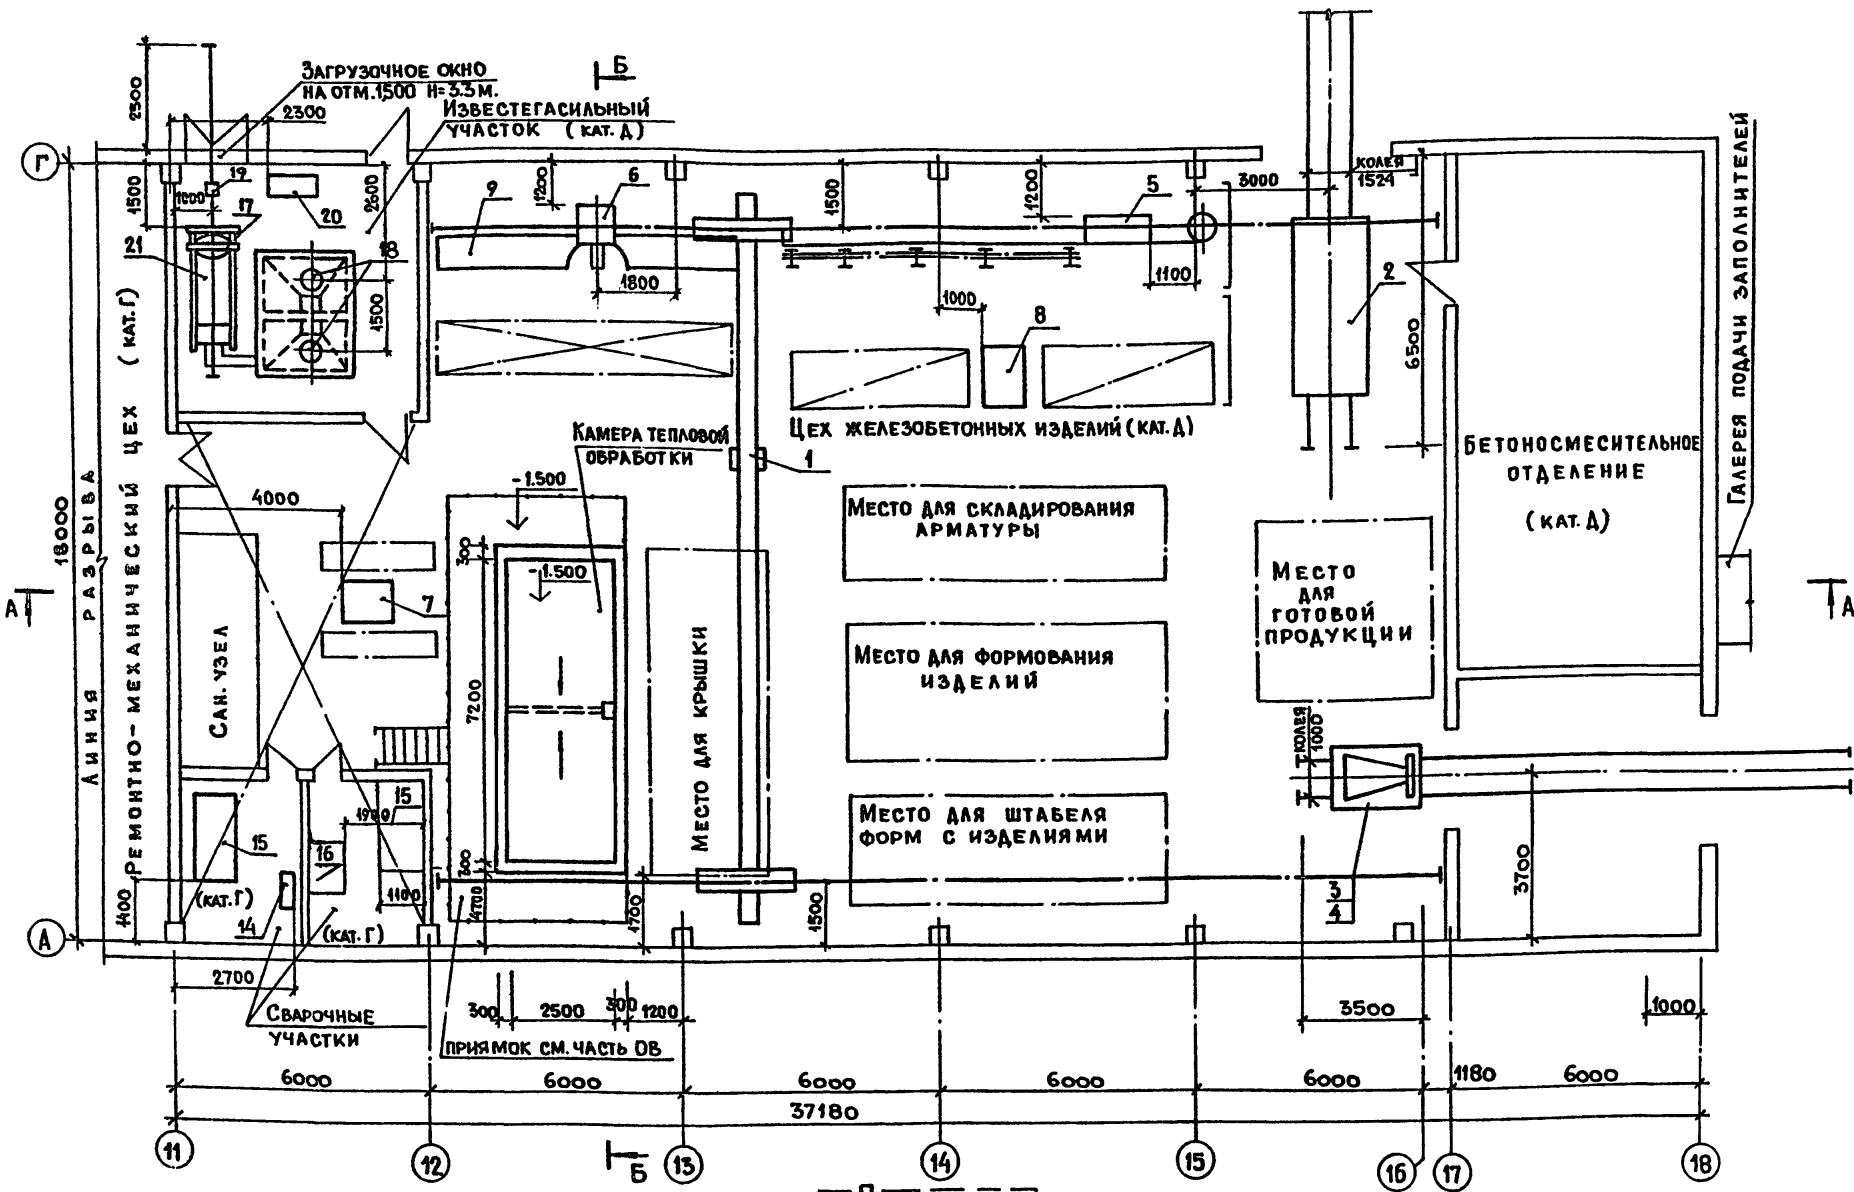 Б
Загрузочное окно
на отм.1,500 H=3.3м.
2300
Известегасильный
участок (кат. Д)
2500
Г
1500
1000
19
20
2600
17
21
18
1500
9
1200
6
1800
1500
1200
5
1100
3000
колея
1524
2
6500
1000
8
Цех железобетонных изделий (кат. Д)
Камера тепловой
обработки
1
Бетоносмесительное
отделение
(кат. Д)
Галерея подачи заполнителей
18000
Линия разрыва
Ремонтно-механический цех (кат. Г)
4000
-1.500
300
-1.500
Место для складирования
арматуры
Место
для
готовой
продукции
А
А
7
Сан. узел
7200
Место для крышки
Место для формования
изделий
колея
1000
Место для штабеля
форм с изделиями
15
1900
15
16
300
1100
1400
(кат. Г)
14
(кат. Г)
1700
1700
1500
3
4
3700
А
2700
Сварочные
участки
300
2500
300
1200
приямок см. часть ОВ
3500
1000
6000
6000
6000
6000
6000
1180
6000
37180
11
12
Б
13
14
15
16
17
18